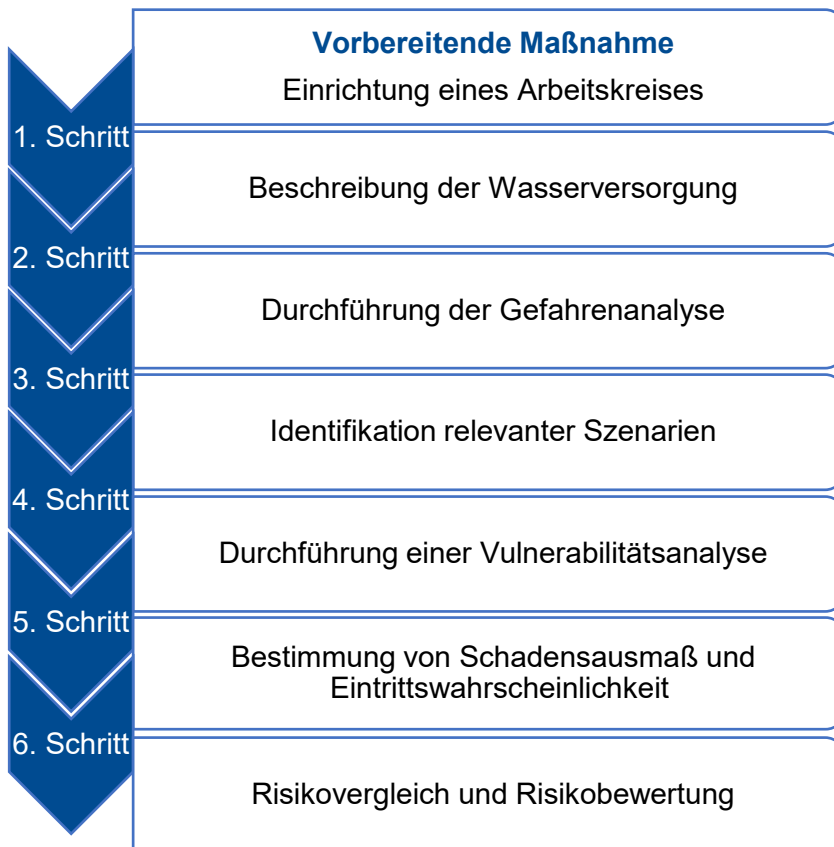 Vorbereitende Maßnahme
Einrichtung eines Arbeitskreises
1. Schritt
Beschreibung der Wasserversorgung
2. Schritt
Durchführung der Gefahrenanalyse
3. Schritt
Identifikation relevanter Szenarien
4. Schritt
Durchführung einer Vulnerabilitätsanalyse
5. Schritt
Bestimmung von Schadensausmaß und
Eintrittswahrscheinlichkeit
6. Schritt
Risikovergleich und Risikobewertung